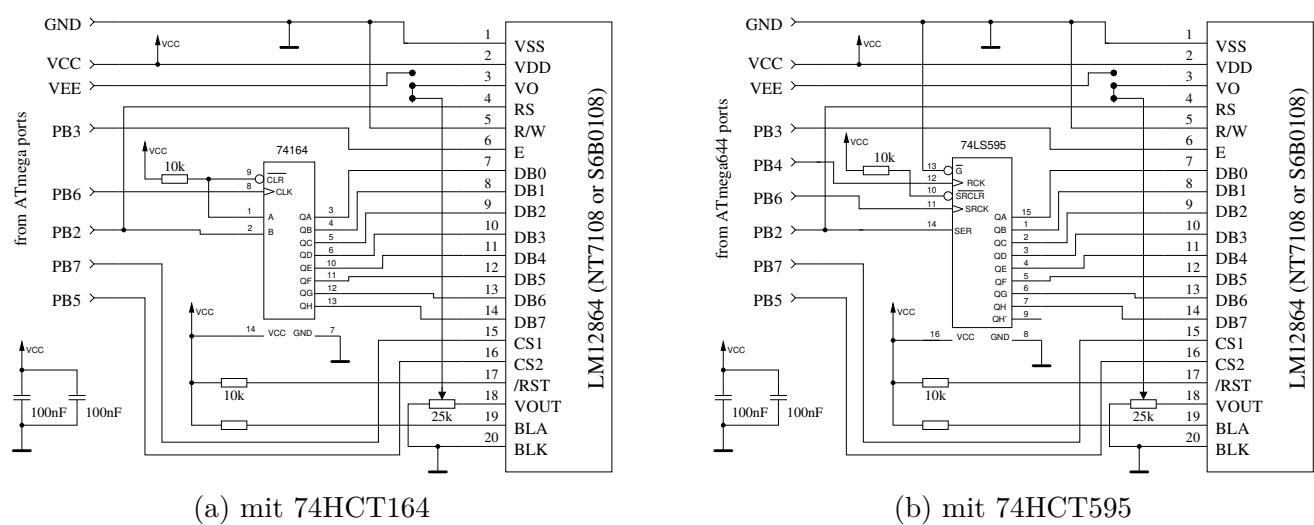 GND
VCC
VCC
VEE
from ATmega ports
PB3
PB6
PB2
PB7
PB5
VCC
10k
74164
9 CLR
8 CLK
1 A
2 B
QA 3
QB 4
QC 5
QD 6
QE 10
QF 11
QG 12
QH 13
VCC
14 VCC GND 7
VCC
100nF 100nF
10k
25k
1 VSS
2 VDD
3 VO
4 RS
5 R/W
6 E
7 DB0
8 DB1
9 DB2
10 DB3
11 DB4
12 DB5
13 DB6
14 DB7
15 CS1
16 CS2
17 /RST
18 VOUT
19 BLA
20 BLK
LM12864 (NT7108 or S6B0108)
(a) mit 74HCT164
GND
VCC
VCC
VEE
from ATmega644 ports
PB3
PB4
PB6
PB2
PB7
PB5
VCC
10k
74LS595
13 G
12 RCK
10 SRCLR
11 SRCK
14 SER
QA 15
QB 1
QC 2
QD 3
QE 4
QF 5
QG 6
QH 7
QH' 9
VCC
16 VCC GND 8
VCC
100nF 100nF
10k
25k
1 VSS
2 VDD
3 VO
4 RS
5 R/W
6 E
7 DB0
8 DB1
9 DB2
10 DB3
11 DB4
12 DB5
13 DB6
14 DB7
15 CS1
16 CS2
17 /RST
18 VOUT
19 BLA
20 BLK
LM12864 (NT7108 or S6B0108)
(b) mit 74HCT595